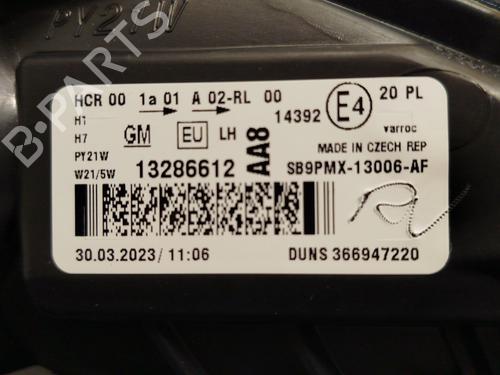 PY21W
B-PARTS
HCR 00 1a 01 A 02-RL 00
14392 E4 20 PL
H1
H7 GM EU LH AA8
varroc
MADE IN CZECH REP
PY21W
W21/5W 13286612 SB9PMX-13006-AF
30.03.2023/ 11:06 DUNS 366947220